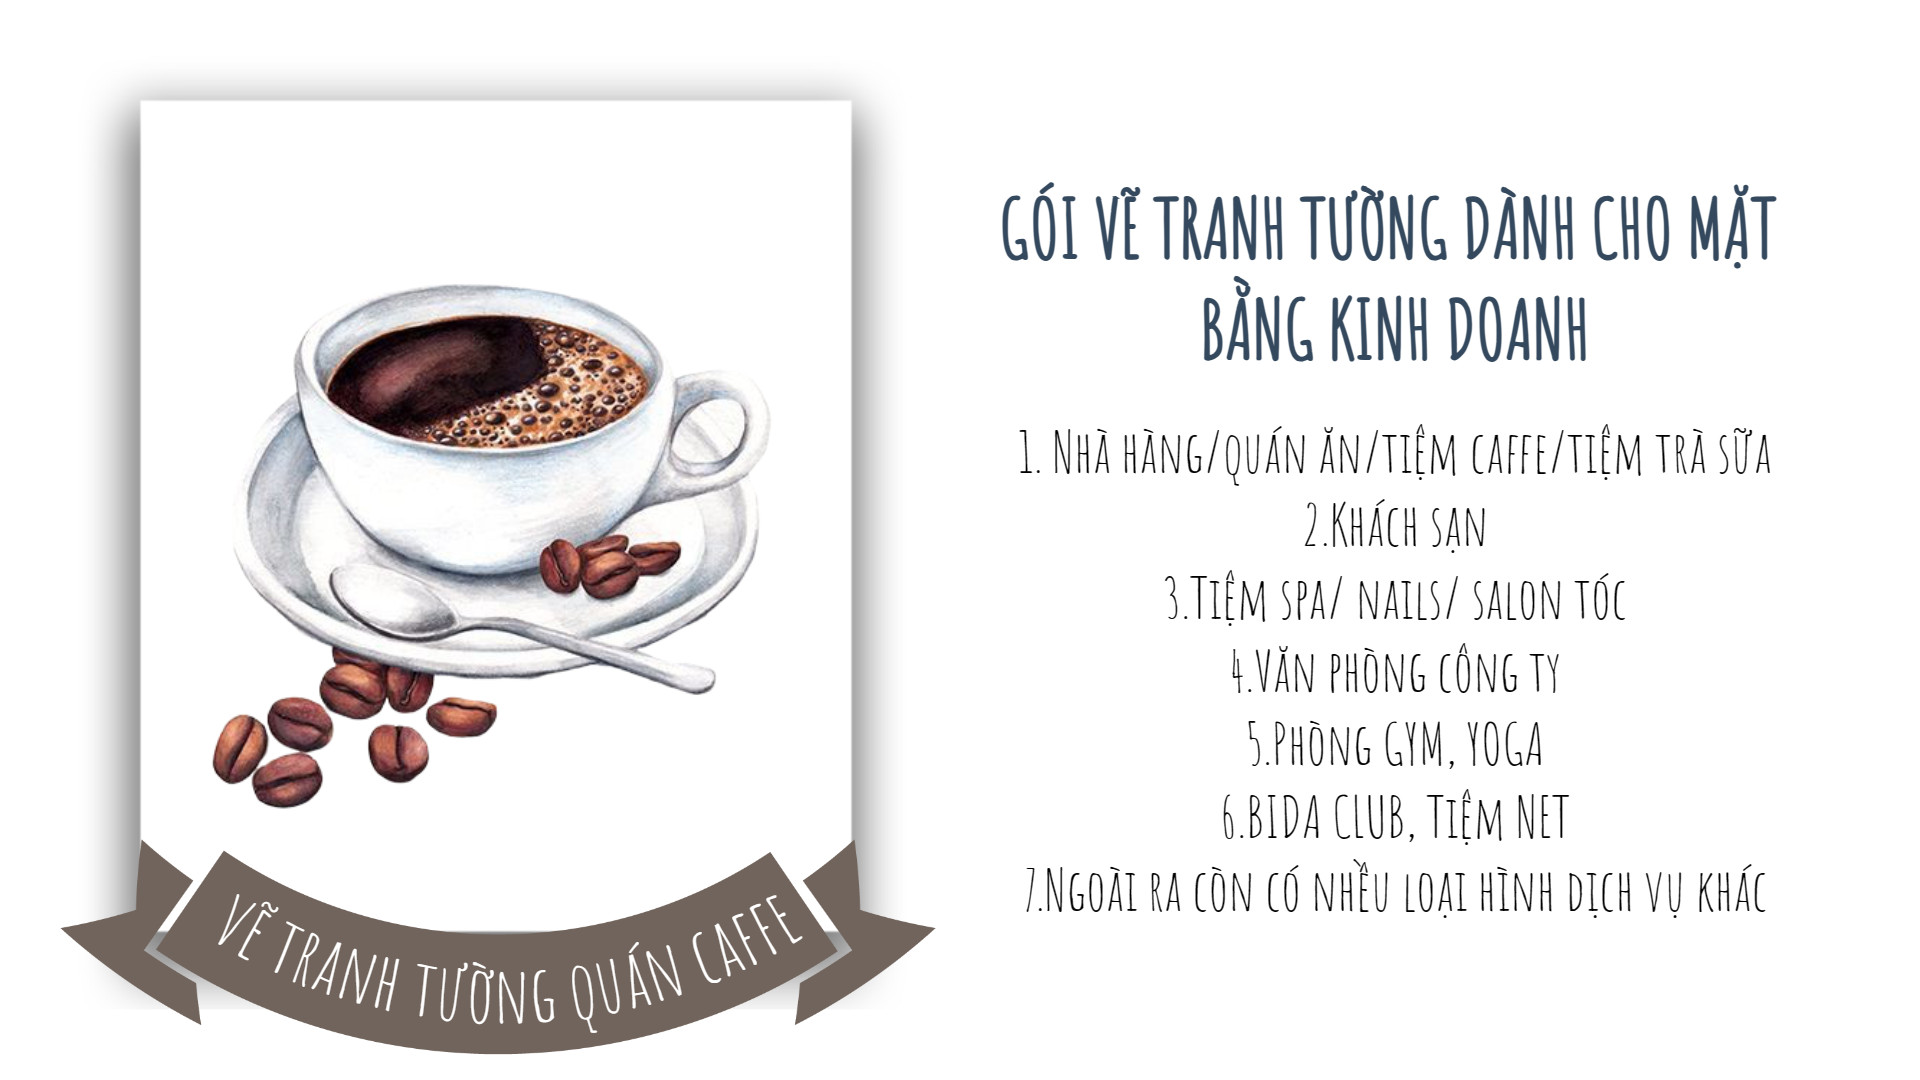 GÓI VẼ TRANH TƯỜNG DÀNH CHO MẶT
BẰNG KINH DOANH
1. Nhà hàng/quán ăn/tiệm caffe/tiệm trà sữa
2.Khách sạn
3.Tiệm spa/ nails/ salon tóc
4.Văn phòng công ty
5.Phòng GYM, YOGA
6.BIDA CLUB, Tiệm NET
7.Ngoài ra còn có nhều loại hình dịch vụ khác
VẼ TRANH TƯỜNG QUÁN CAFFE